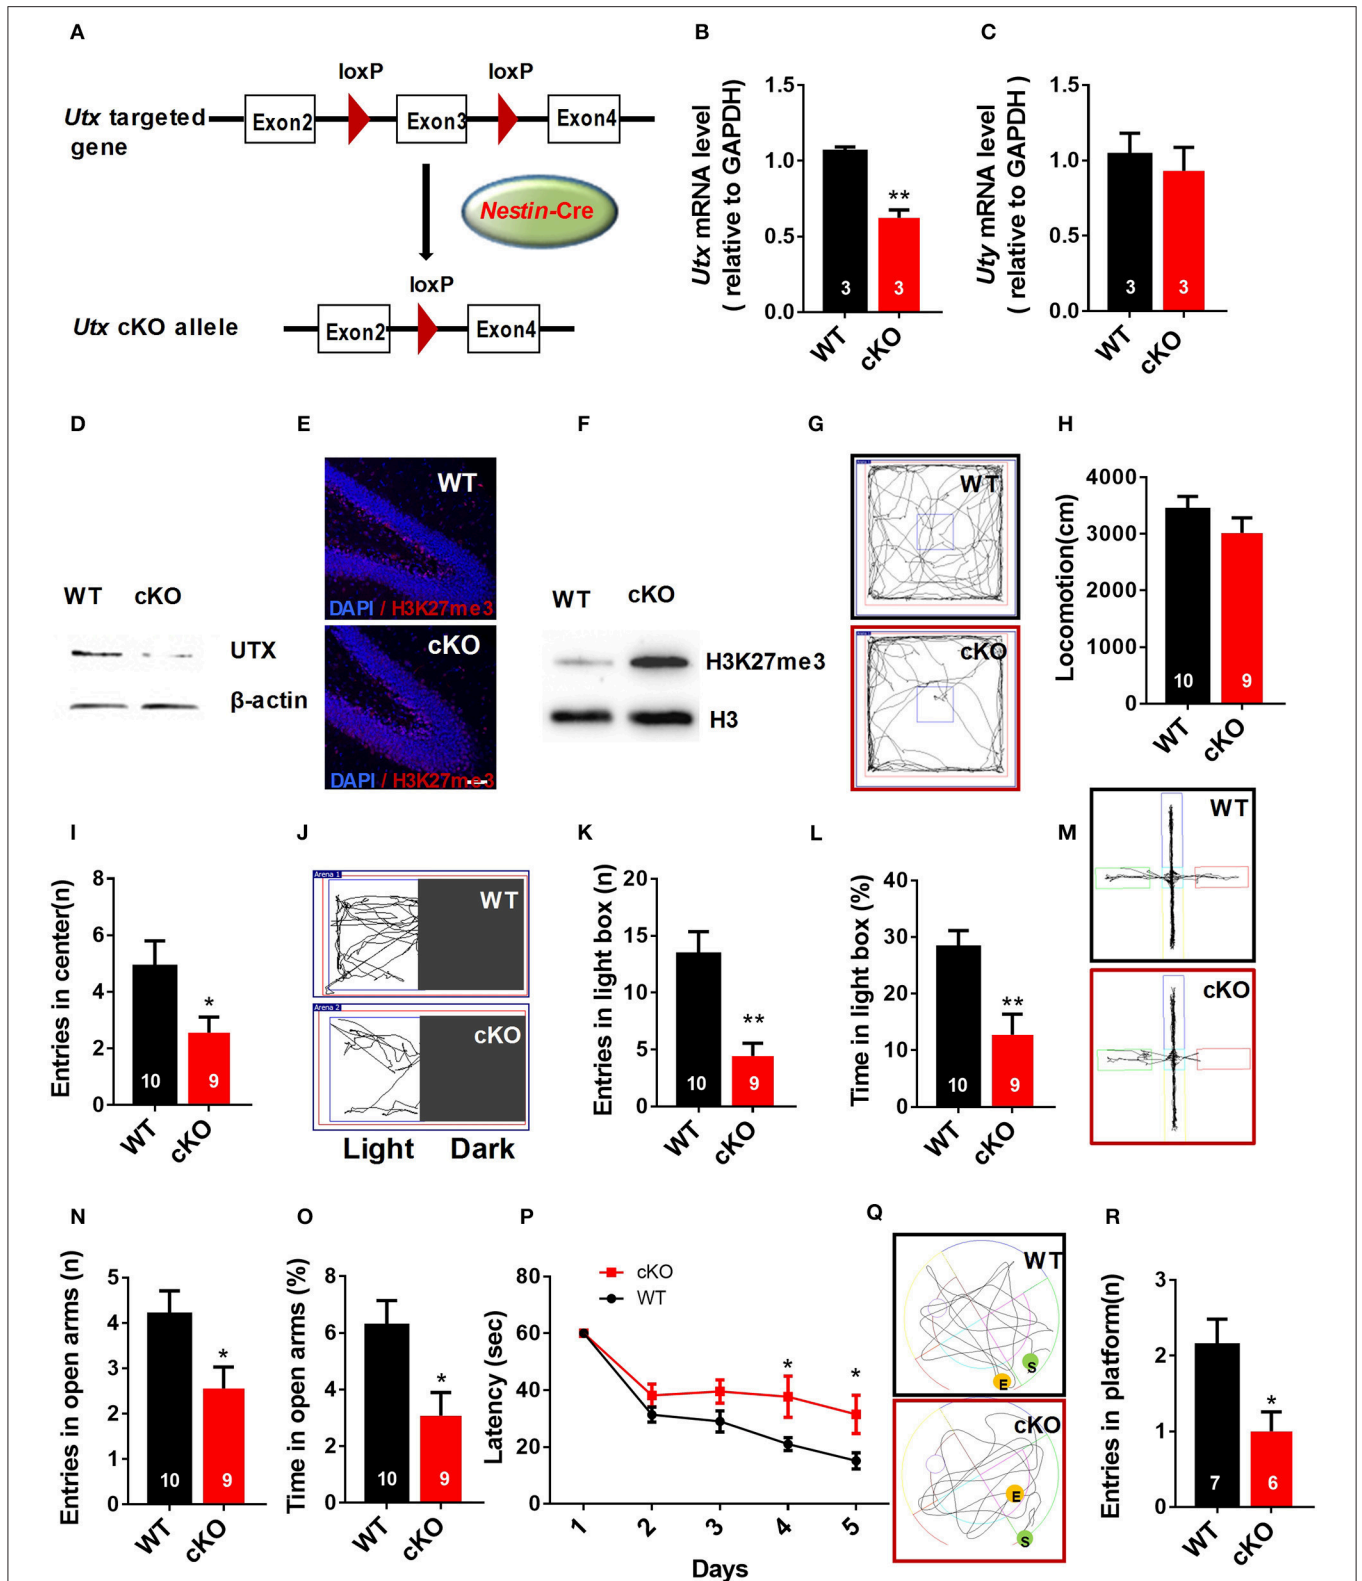 A
loxP
loxP
Utx targeted
gene
Exon2
Exon3
Exon4
Nestin-Cre
loxP
Utx cKO allele
Exon2
Exon4
B
Utx mRNA level
( relative to GAPDH)
1.5
1.0
0.5
0.0
**
3
3
WT
cKO
C
Uty mRNA level
( relative to GAPDH )
1.5
1.0
0.5
0.0
3
3
WT
cKO
D
WT cKO
UTX
β-actin
E
WT
DAPI / H3K27me3
cKO
DAPI / H3K27me3
F
WT cKO
H3K27me3
H3
G
WT
cKO
H
Locomotion(cm)
4000
3000
2000
1000
0
10
9
WT
cKO
I
Entries in center(n)
8
6
4
2
0
*
10
9
WT
cKO
J
Arena 1
WT
Arena 2
cKO
Light Dark
K
Entries in light box (n)
20
15
10
5
0
**
10
9
WT
cKO
L
Time in light box (%)
40
30
20
10
0
**
10
9
WT
cKO
M
WT
cKO
N
Entries in open arms (n)
5
4
3
2
1
0
*
10
9
WT
cKO
O
Time in open arms (%)
8
6
4
2
0
*
10
9
WT
cKO
P
Latency (sec)
80
60
40
20
0
cKO
WT
*
*
1
2
3
4
5
Days
Q
WT
S
E
cKO
E
S
R
Entries in platform(n)
3
2
1
0
*
7
6
WT
cKO